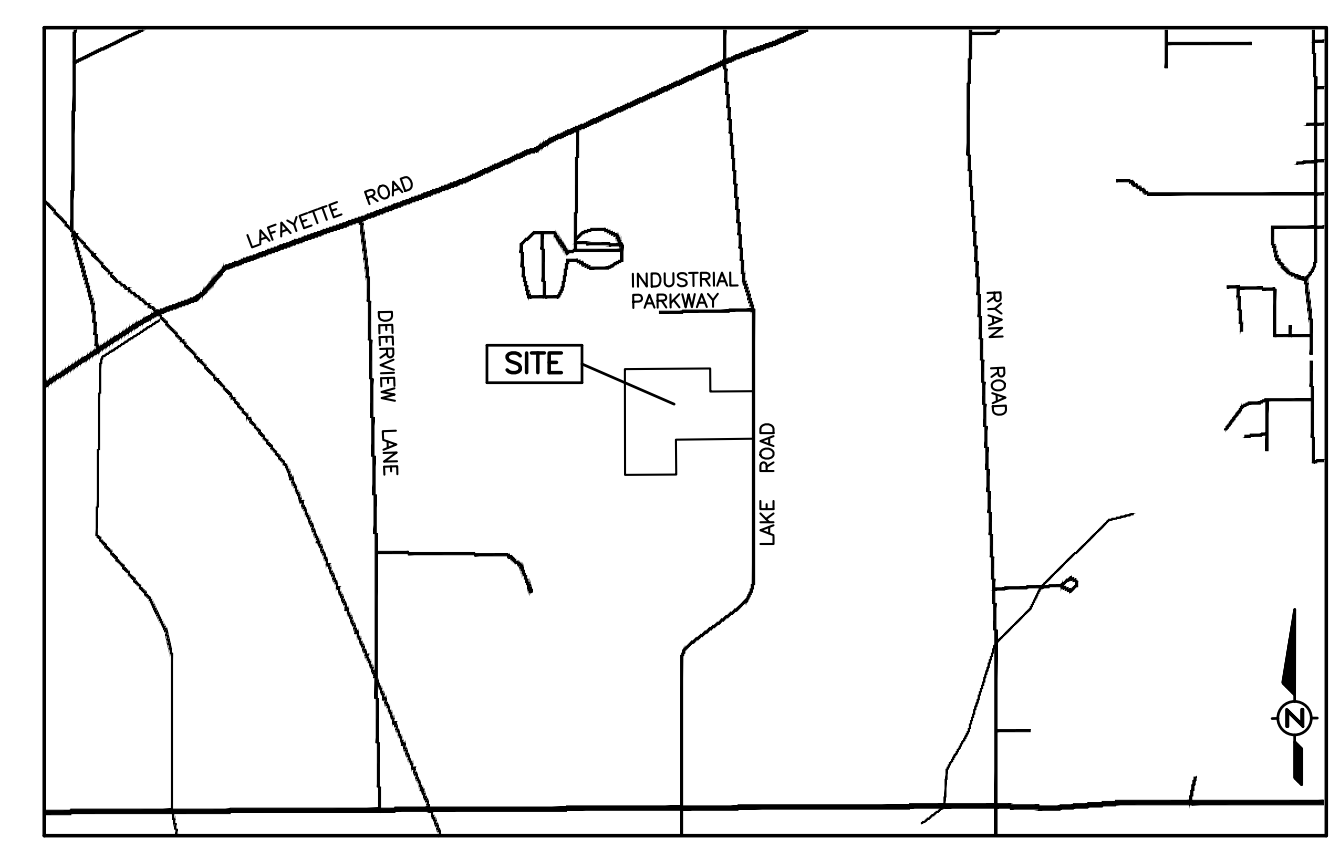 LAFAYETTE ROAD
INDUSTRIAL
PARKWAY
DEERVIEW LANE
RYAN ROAD
SITE
LAKE ROAD
N